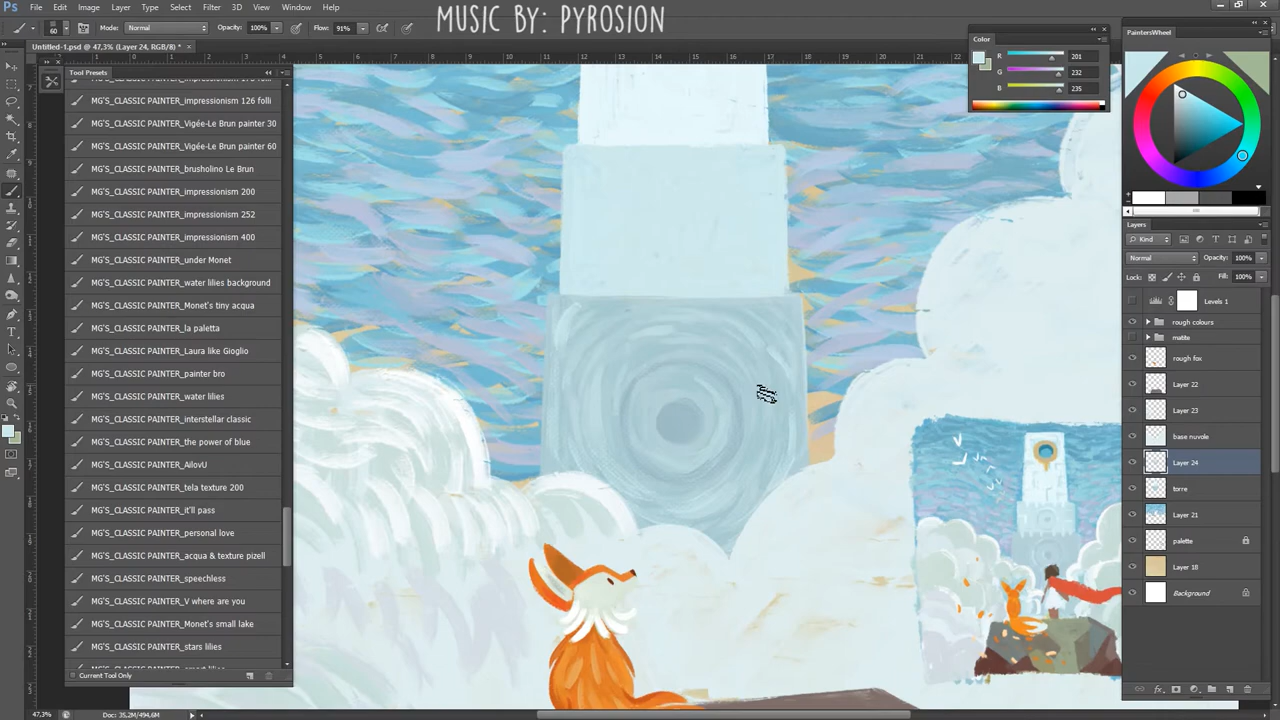 MUSIC BY: PYROSION
Ps File Edit Image Layer Type Select Filter 3D View Window Help
60 Mode: Normal Opacity: 100% Flow: 91%
Untitled-1.psd @ 47,3% (Layer 24, RGB/8) * ×
Tool Presets
MG'S_CLASSIC PAINTER_impressionism 126 folli
MG'S_CLASSIC PAINTER_Vigée-Le Brun painter 30
MG'S_CLASSIC PAINTER_Vigée-Le Brun painter 60
MG'S_CLASSIC PAINTER_brusholino Le Brun
MG'S_CLASSIC PAINTER_impressionism 200
MG'S_CLASSIC PAINTER_impressionism 252
MG'S_CLASSIC PAINTER_impressionism 400
MG'S_CLASSIC PAINTER_under Monet
MG'S_CLASSIC PAINTER_water lilies background
MG'S_CLASSIC PAINTER_Monet's tiny acqua
MG'S_CLASSIC PAINTER_la paletta
MG'S_CLASSIC PAINTER_Laura like Gioglio
MG'S_CLASSIC PAINTER_painter bro
MG'S_CLASSIC PAINTER_water lilies
MG'S_CLASSIC PAINTER_interstellar classic
MG'S_CLASSIC PAINTER_the power of blue
MG'S_CLASSIC PAINTER_AilovU
MG'S_CLASSIC PAINTER_tela texture 200
MG'S_CLASSIC PAINTER_it'll pass
MG'S_CLASSIC PAINTER_personal love
MG'S_CLASSIC PAINTER_acqua & texture pizell
MG'S_CLASSIC PAINTER_speechless
MG'S_CLASSIC PAINTER_V where are you
MG'S_CLASSIC PAINTER_Monet's small lake
MG'S_CLASSIC PAINTER_stars lilies
Current Tool Only
47,3% Doc: 35,2M/494,6M
Color
R 201
G 232
B 235
PaintersWheel
Layers
Kind
Normal Opacity: 100%
Lock: Fill: 100%
Levels 1
rough colours
matite
rough fox
Layer 22
Layer 23
base nuvole
Layer 24
torre
Layer 21
palette
Layer 18
Background